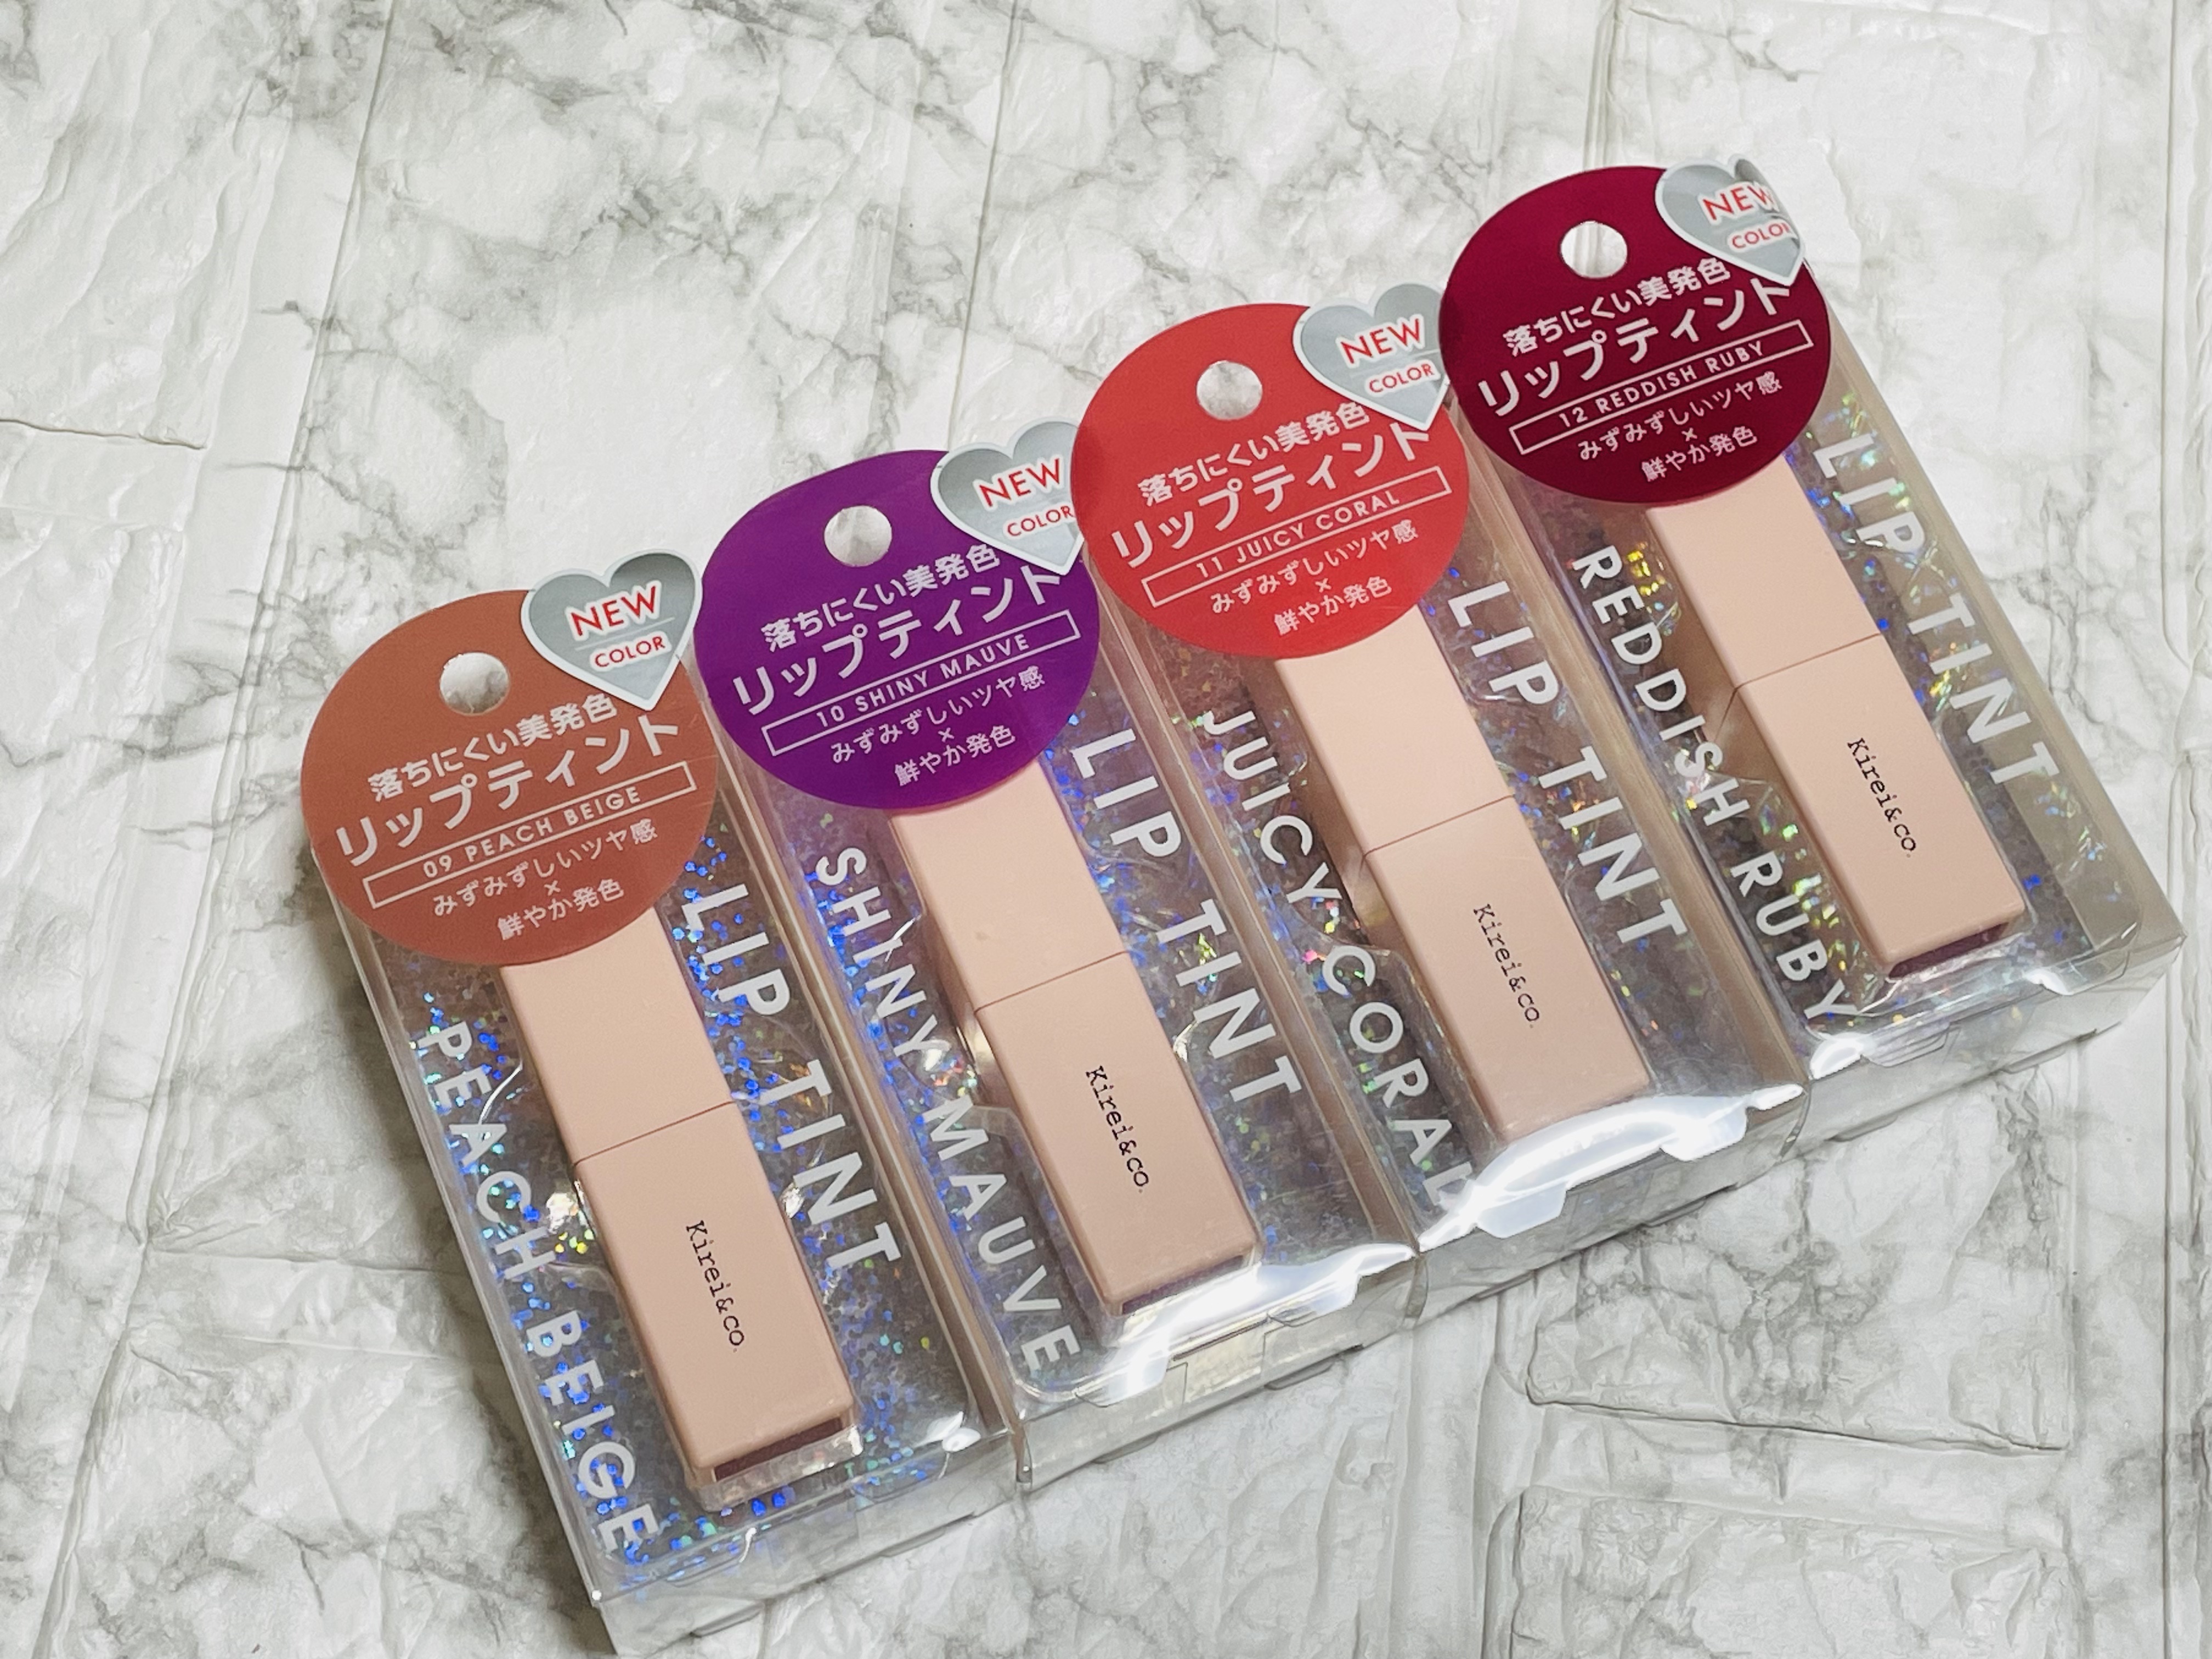 NEW
COLOR
落ちにくい美発色
リップティント
09 PEACH BEIGE
みずみずしいツヤ感
×
鮮やか発色
LIP TINT
PEACH BEIGE
Kirei&co.
NEW
COLOR
落ちにくい美発色
リップティント
10 SHINY MAUVE
みずみずしいツヤ感
×
鮮やか発色
LIP TINT
SHINY MAUVE
Kirei&co.
NEW
COLOR
落ちにくい美発色
リップティント
11 JUICY CORAL
みずみずしいツヤ感
×
鮮やか発色
LIP TINT
JUICY CORAL
Kirei&co.
NEW
COLOR
落ちにくい美発色
リップティント
12 REDDISH RUBY
みずみずしいツヤ感
×
鮮やか発色
LIP TINT
REDDISH RUBY
Kirei&co.